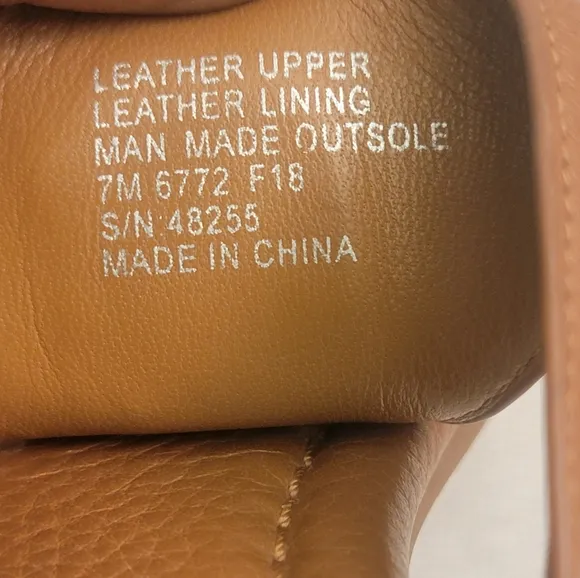 LEATHER UPPER
LEATHER LINING
MAN MADE OUTSOLE
7M 6772 F18
S/N:48255
MADE IN CHINA